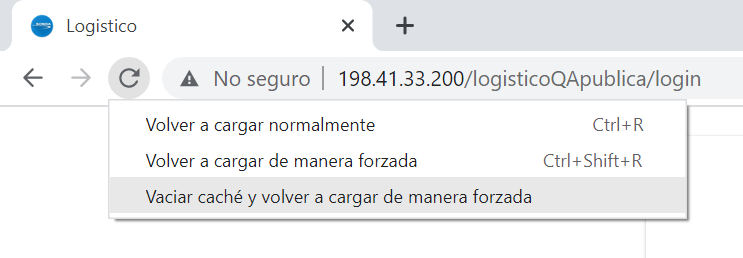 Logistico
No seguro | 198.41.33.200/logisticoQApublica/login
Volver a cargar normalmente Ctrl+R
Volver a cargar de manera forzada Ctrl+Shift+R
Vaciar caché y volver a cargar de manera forzada